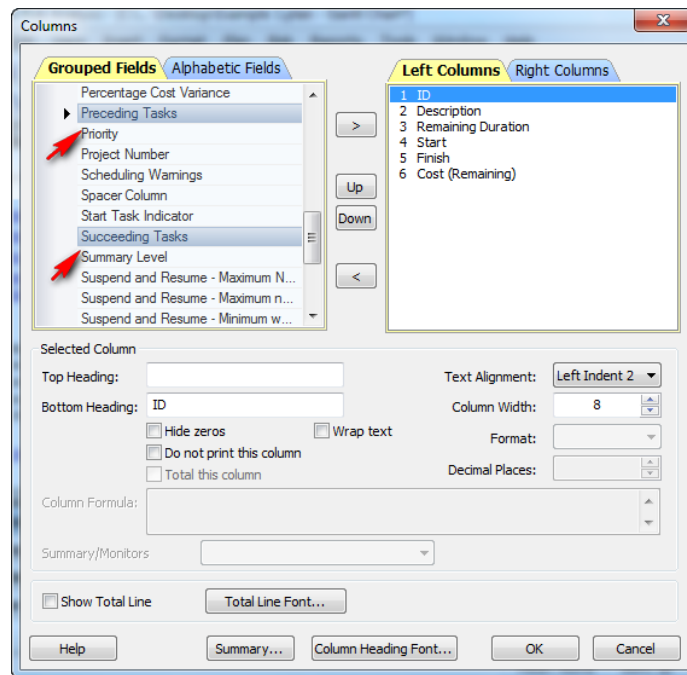 Columns
Grouped Fields Alphabetic Fields
Percentage Cost Variance
Preceding Tasks
Priority
Project Number
Scheduling Warnings
Spacer Column
Start Task Indicator
Succeeding Tasks
Summary Level
Suspend and Resume - Maximum N...
Suspend and Resume - Maximum n...
Suspend and Resume - Minimum w...
>
Up
Down
<
Left Columns Right Columns
1 ID
2 Description
3 Remaining Duration
4 Start
5 Finish
6 Cost (Remaining)
Selected Column
Top Heading:
Text Alignment: Left Indent 2
Bottom Heading: ID
Column Width: 8
Hide zeros Wrap text
Format:
Do not print this column
Total this column
Decimal Places:
Column Formula:
Summary/Monitors
Show Total Line Total Line Font...
Help Summary... Column Heading Font... OK Cancel